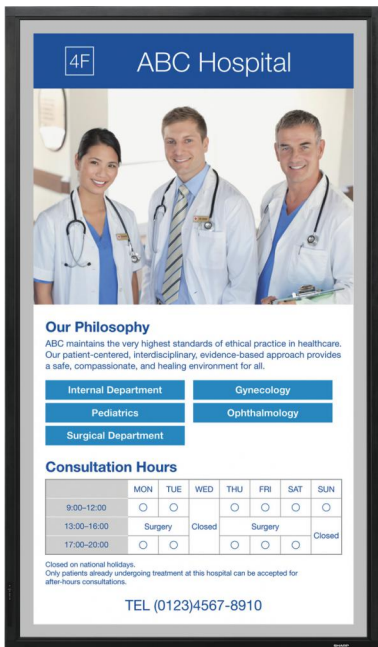 4F ABC Hospital
Our Philosophy
ABC maintains the very highest standards of ethical practice in healthcare.
Our patient-centered, interdisciplinary, evidence-based approach provides
a safe, compassionate, and healing environment for all.
Internal Department Gynecology
Pediatrics Ophthalmology
Surgical Department
Consultation Hours
MON TUE WED THU FRI SAT SUN
9:00–12:00 ○ ○ ○ ○ ○ ○
13:00–16:00 Surgery Closed Surgery
Closed
17:00–20:00 ○ ○ ○ ○ ○
Closed on national holidays.
Only patients already undergoing treatment at this hospital can be accepted for
after-hours consultations.
TEL (0123)4567-8910
SHARP